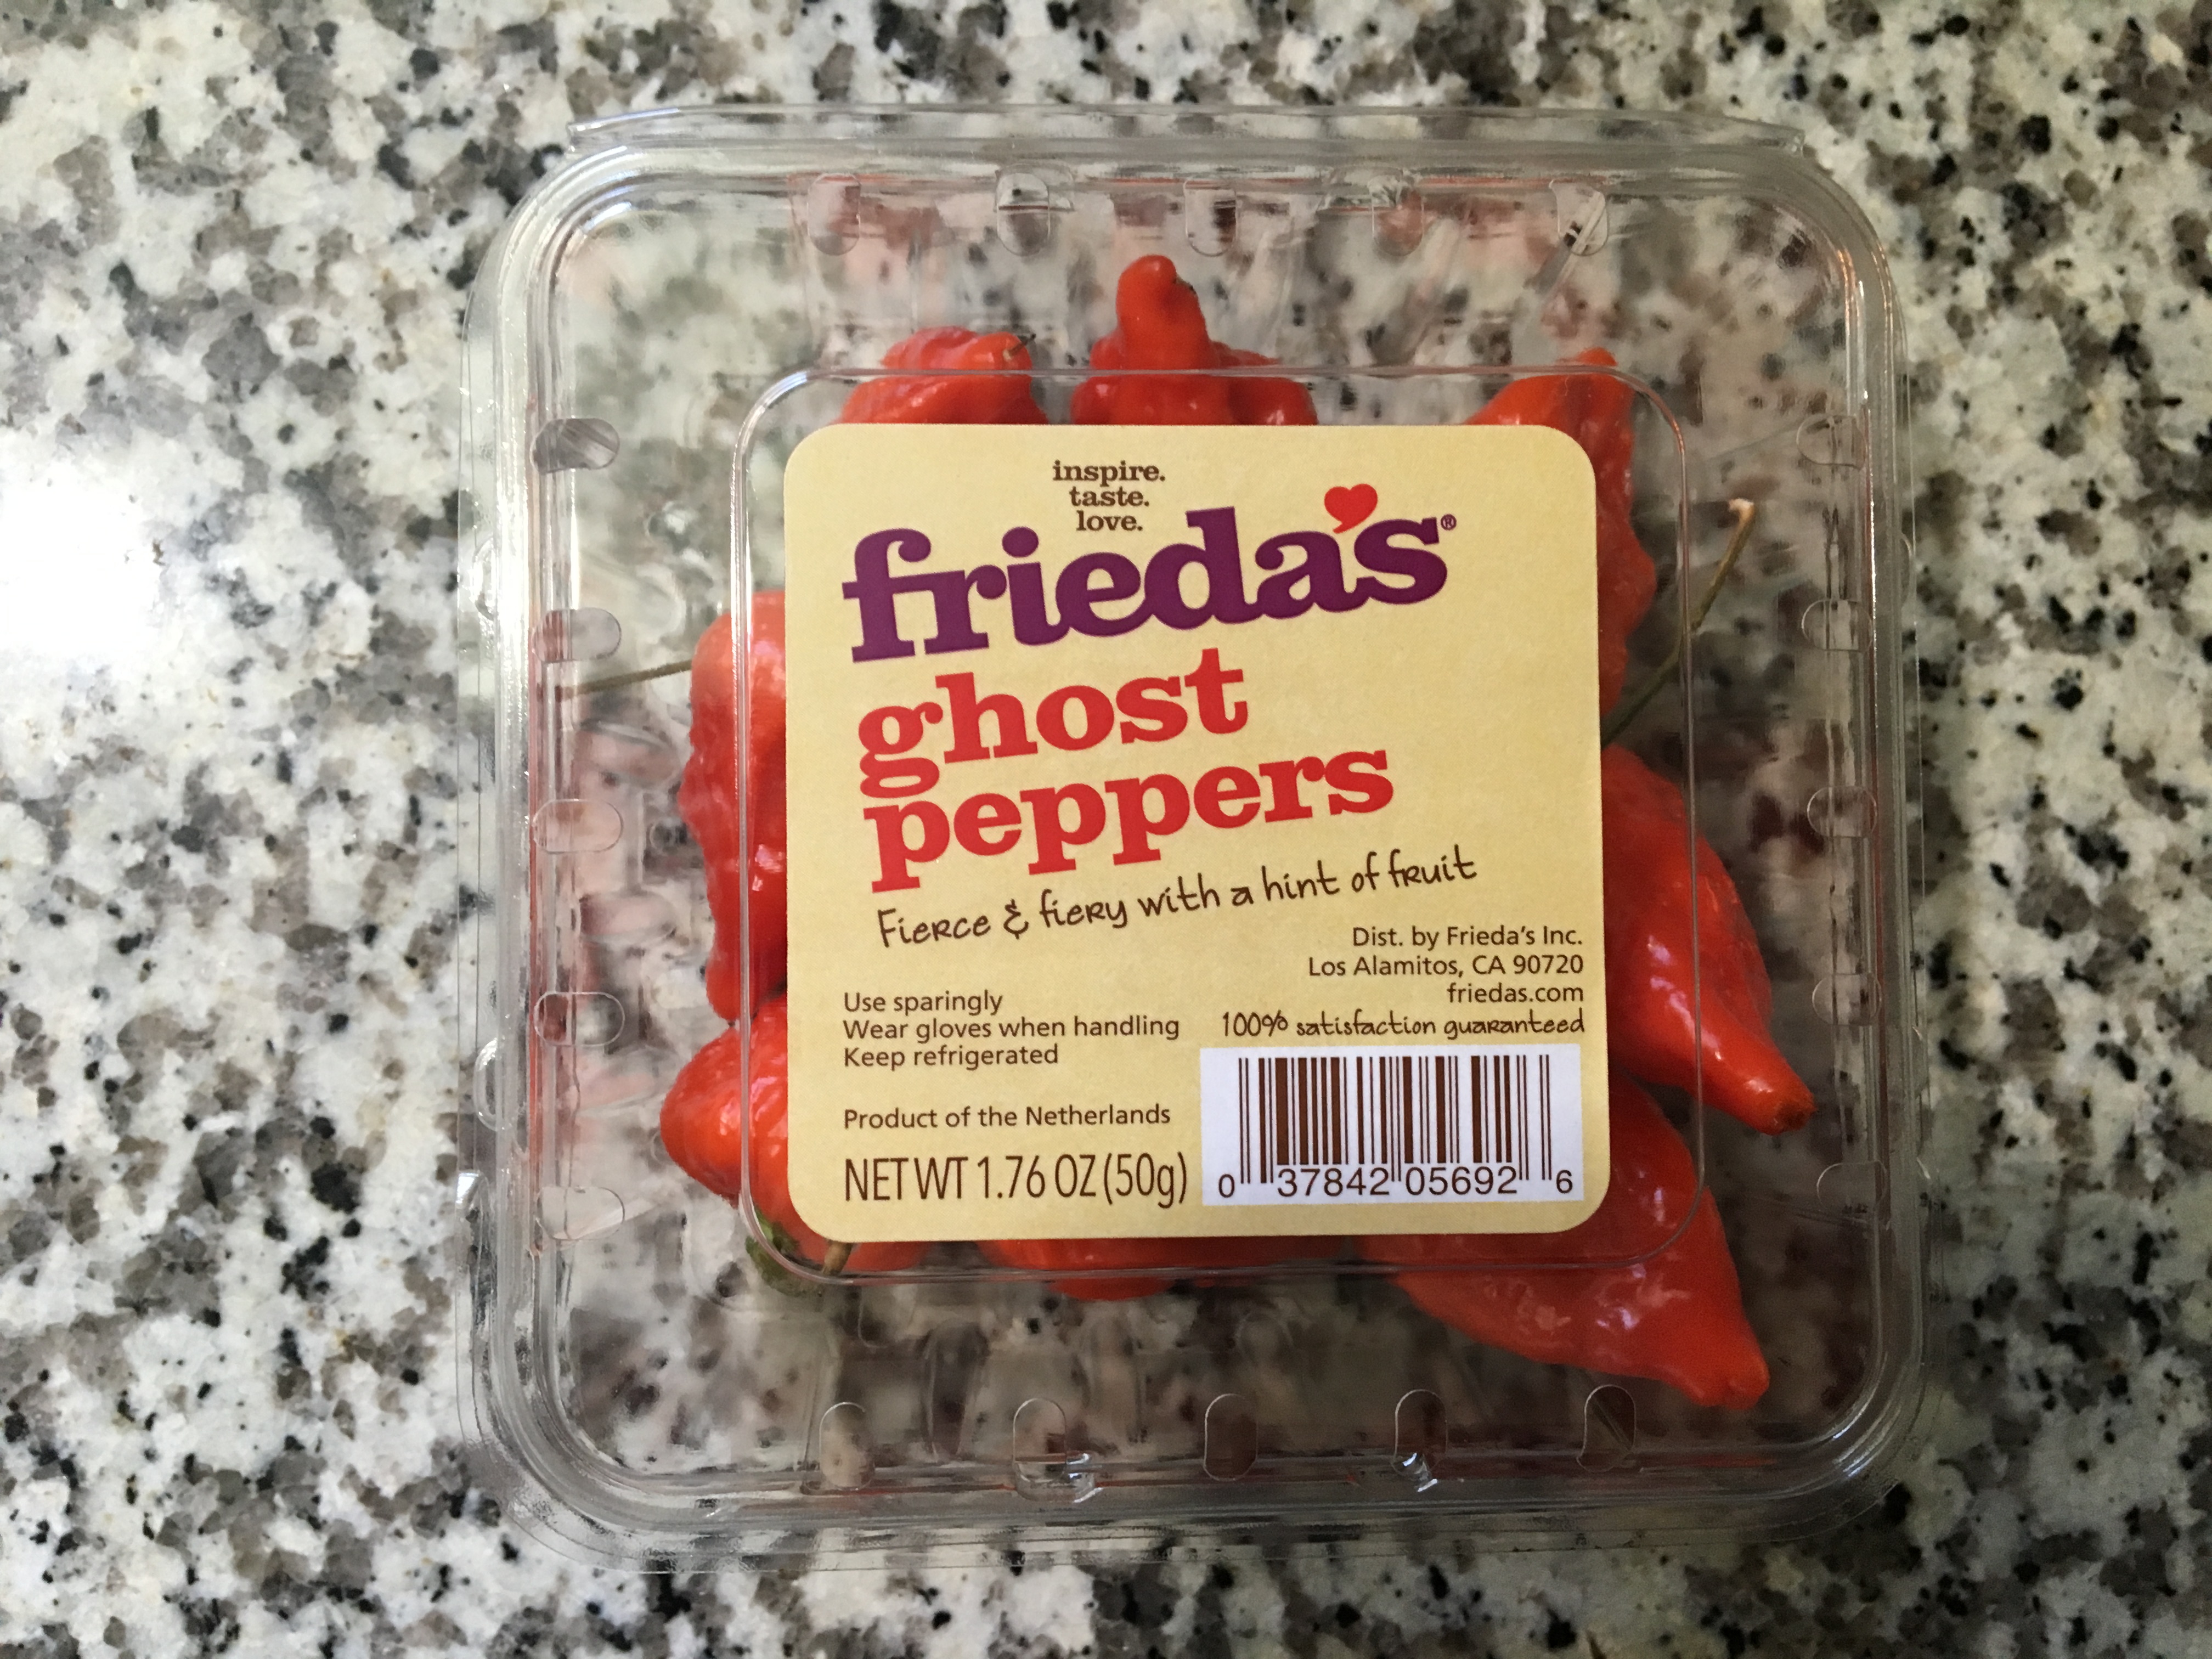 inspire.
taste.
love.
frieda's®
ghost
peppers
Fierce & fiery with a hint of fruit
Dist. by Frieda's Inc.
Los Alamitos, CA 90720
friedas.com
100% satisfaction guaranteed
Use sparingly
Wear gloves when handling
Keep refrigerated
Product of the Netherlands
NET WT 1.76 OZ (50g)
0 37842 05692 6